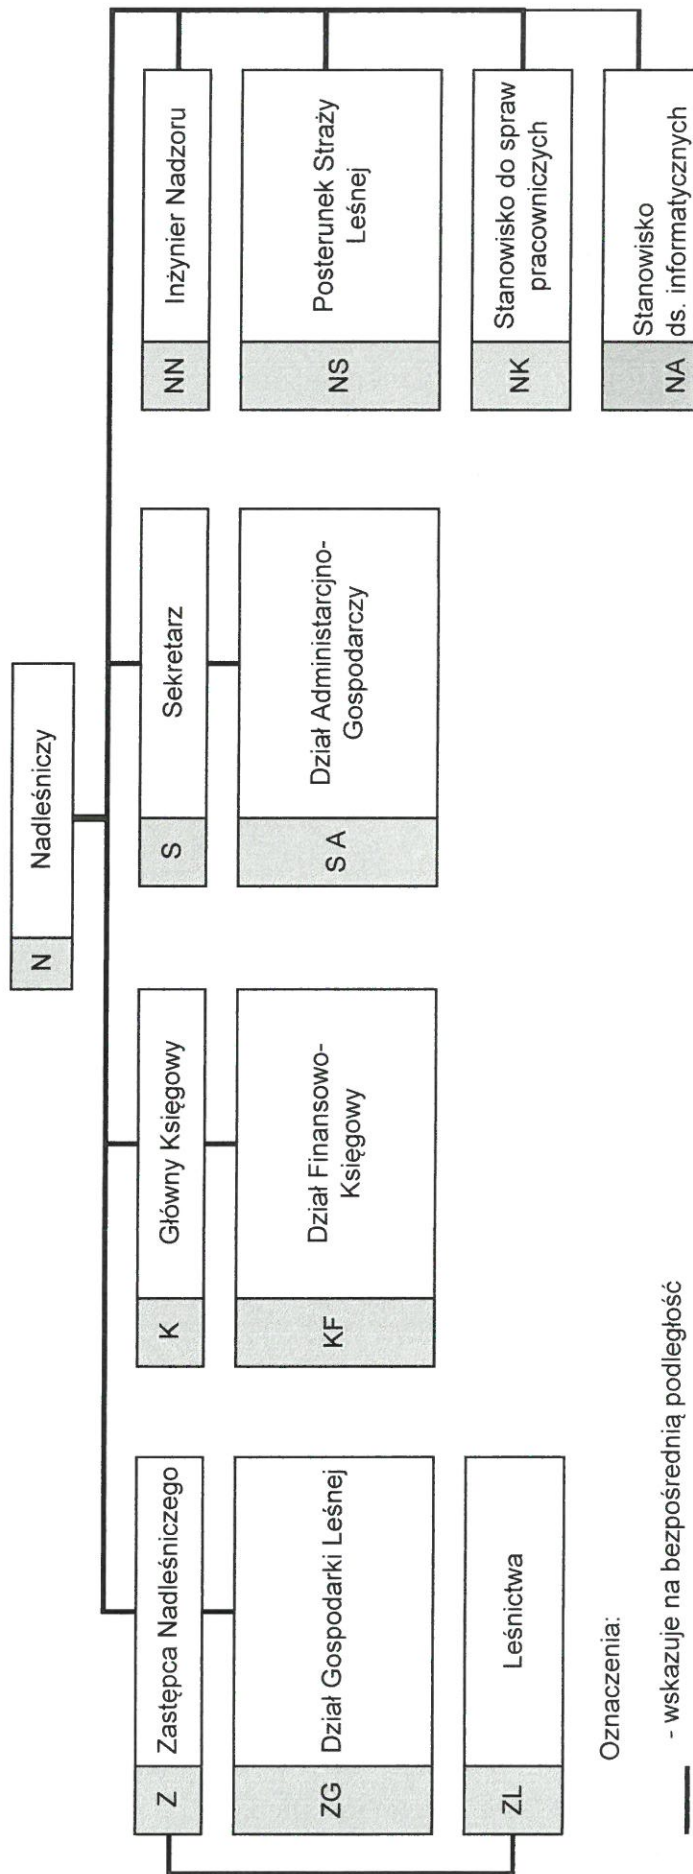 N
Nadleśniczy
Z
Zastępca Nadleśniczego
ZG
Dział Gospodarki Leśnej
ZL
Leśnictwa
K
Główny Księgowy
KF
Dział Finansowo-
Księgowy
S
Sekretarz
S A
Dział Administarcjno-
Gospodarczy
NN
Inżynier Nadzoru
NS
Posterunek Straży
Leśnej
NK
Stanowisko do spraw
pracowniczych
NA
Stanowisko
ds. informatycznych
Oznaczenia:
- wskazuje na bezpośrednią podległość